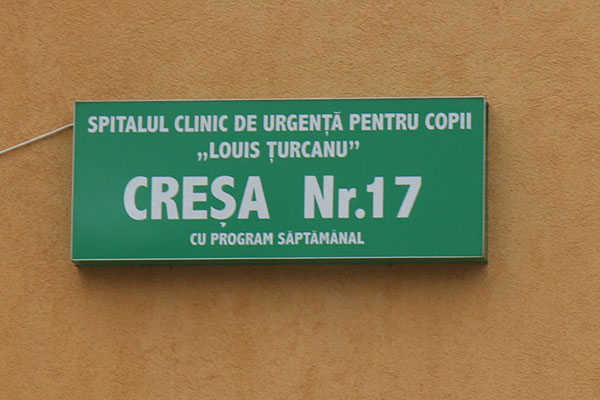 SPITALUL CLINIC DE URGENȚĂ PENTRU COPII
„LOUIS ȚURCANU”
CREȘA Nr.17
CU PROGRAM SĂPTĂMÂNAL